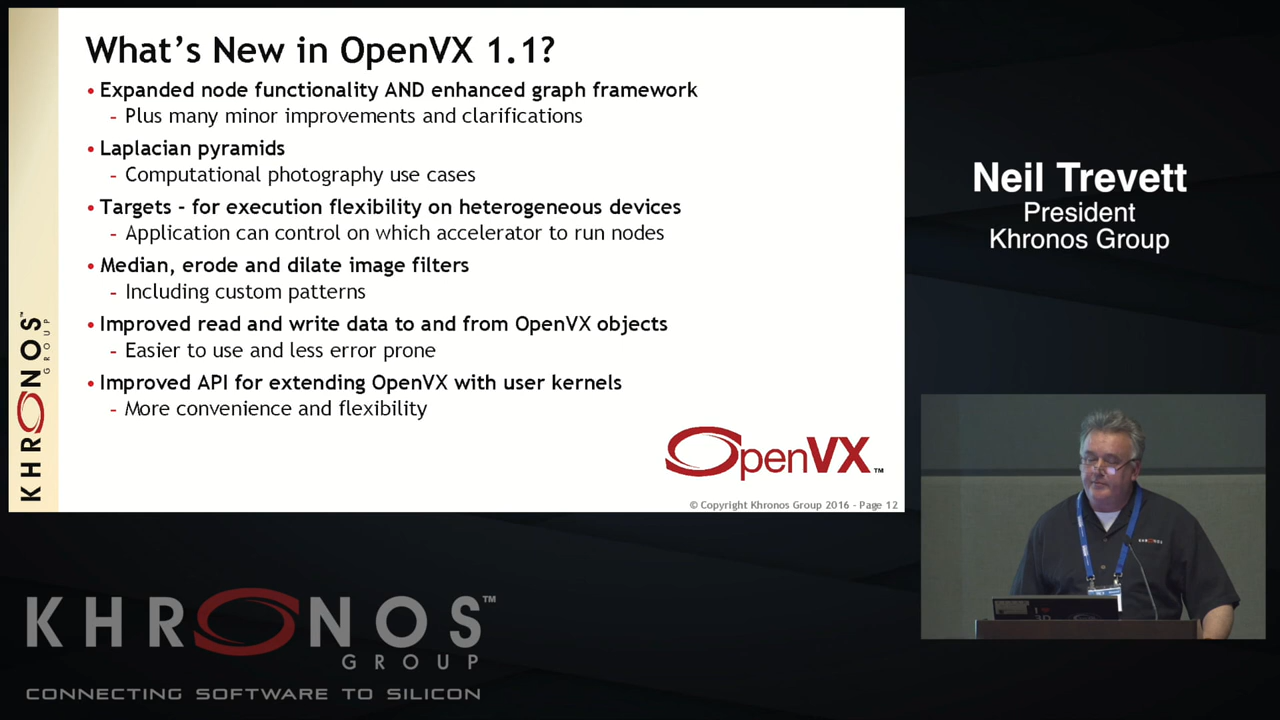 What's New in OpenVX 1.1?
• Expanded node functionality AND enhanced graph framework
- Plus many minor improvements and clarifications
• Laplacian pyramids
- Computational photography use cases
• Targets - for execution flexibility on heterogeneous devices
- Application can control on which accelerator to run nodes
• Median, erode and dilate image filters
- Including custom patterns
• Improved read and write data to and from OpenVX objects
- Easier to use and less error prone
• Improved API for extending OpenVX with user kernels
- More convenience and flexibility
KHRONOS™
GROUP
OpenVX™
© Copyright Khronos Group 2016 - Page 12
Neil Trevett
President
Khronos Group
KHRONOS
KHRONOS™
GROUP
CONNECTING SOFTWARE TO SILICON